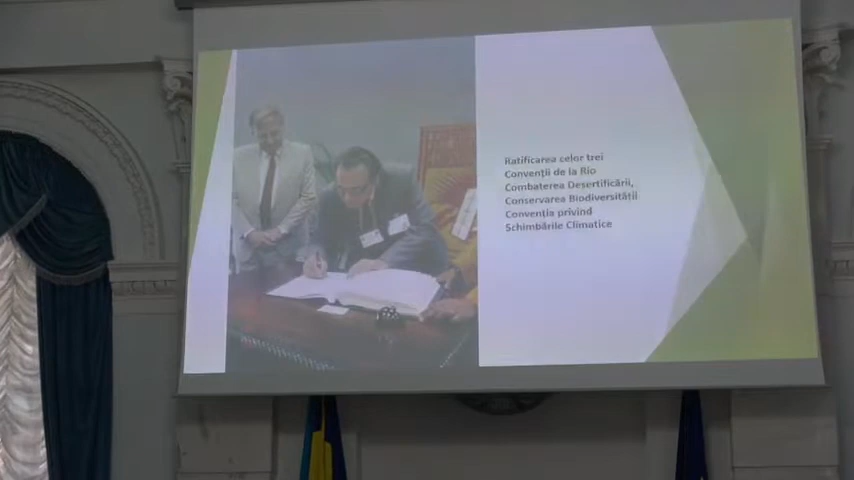 Ratificarea celor trei
Convenții de la Rio
Combaterea Desertificării,
Conservarea Biodiversității
Convenția privind
Schimbările Climatice